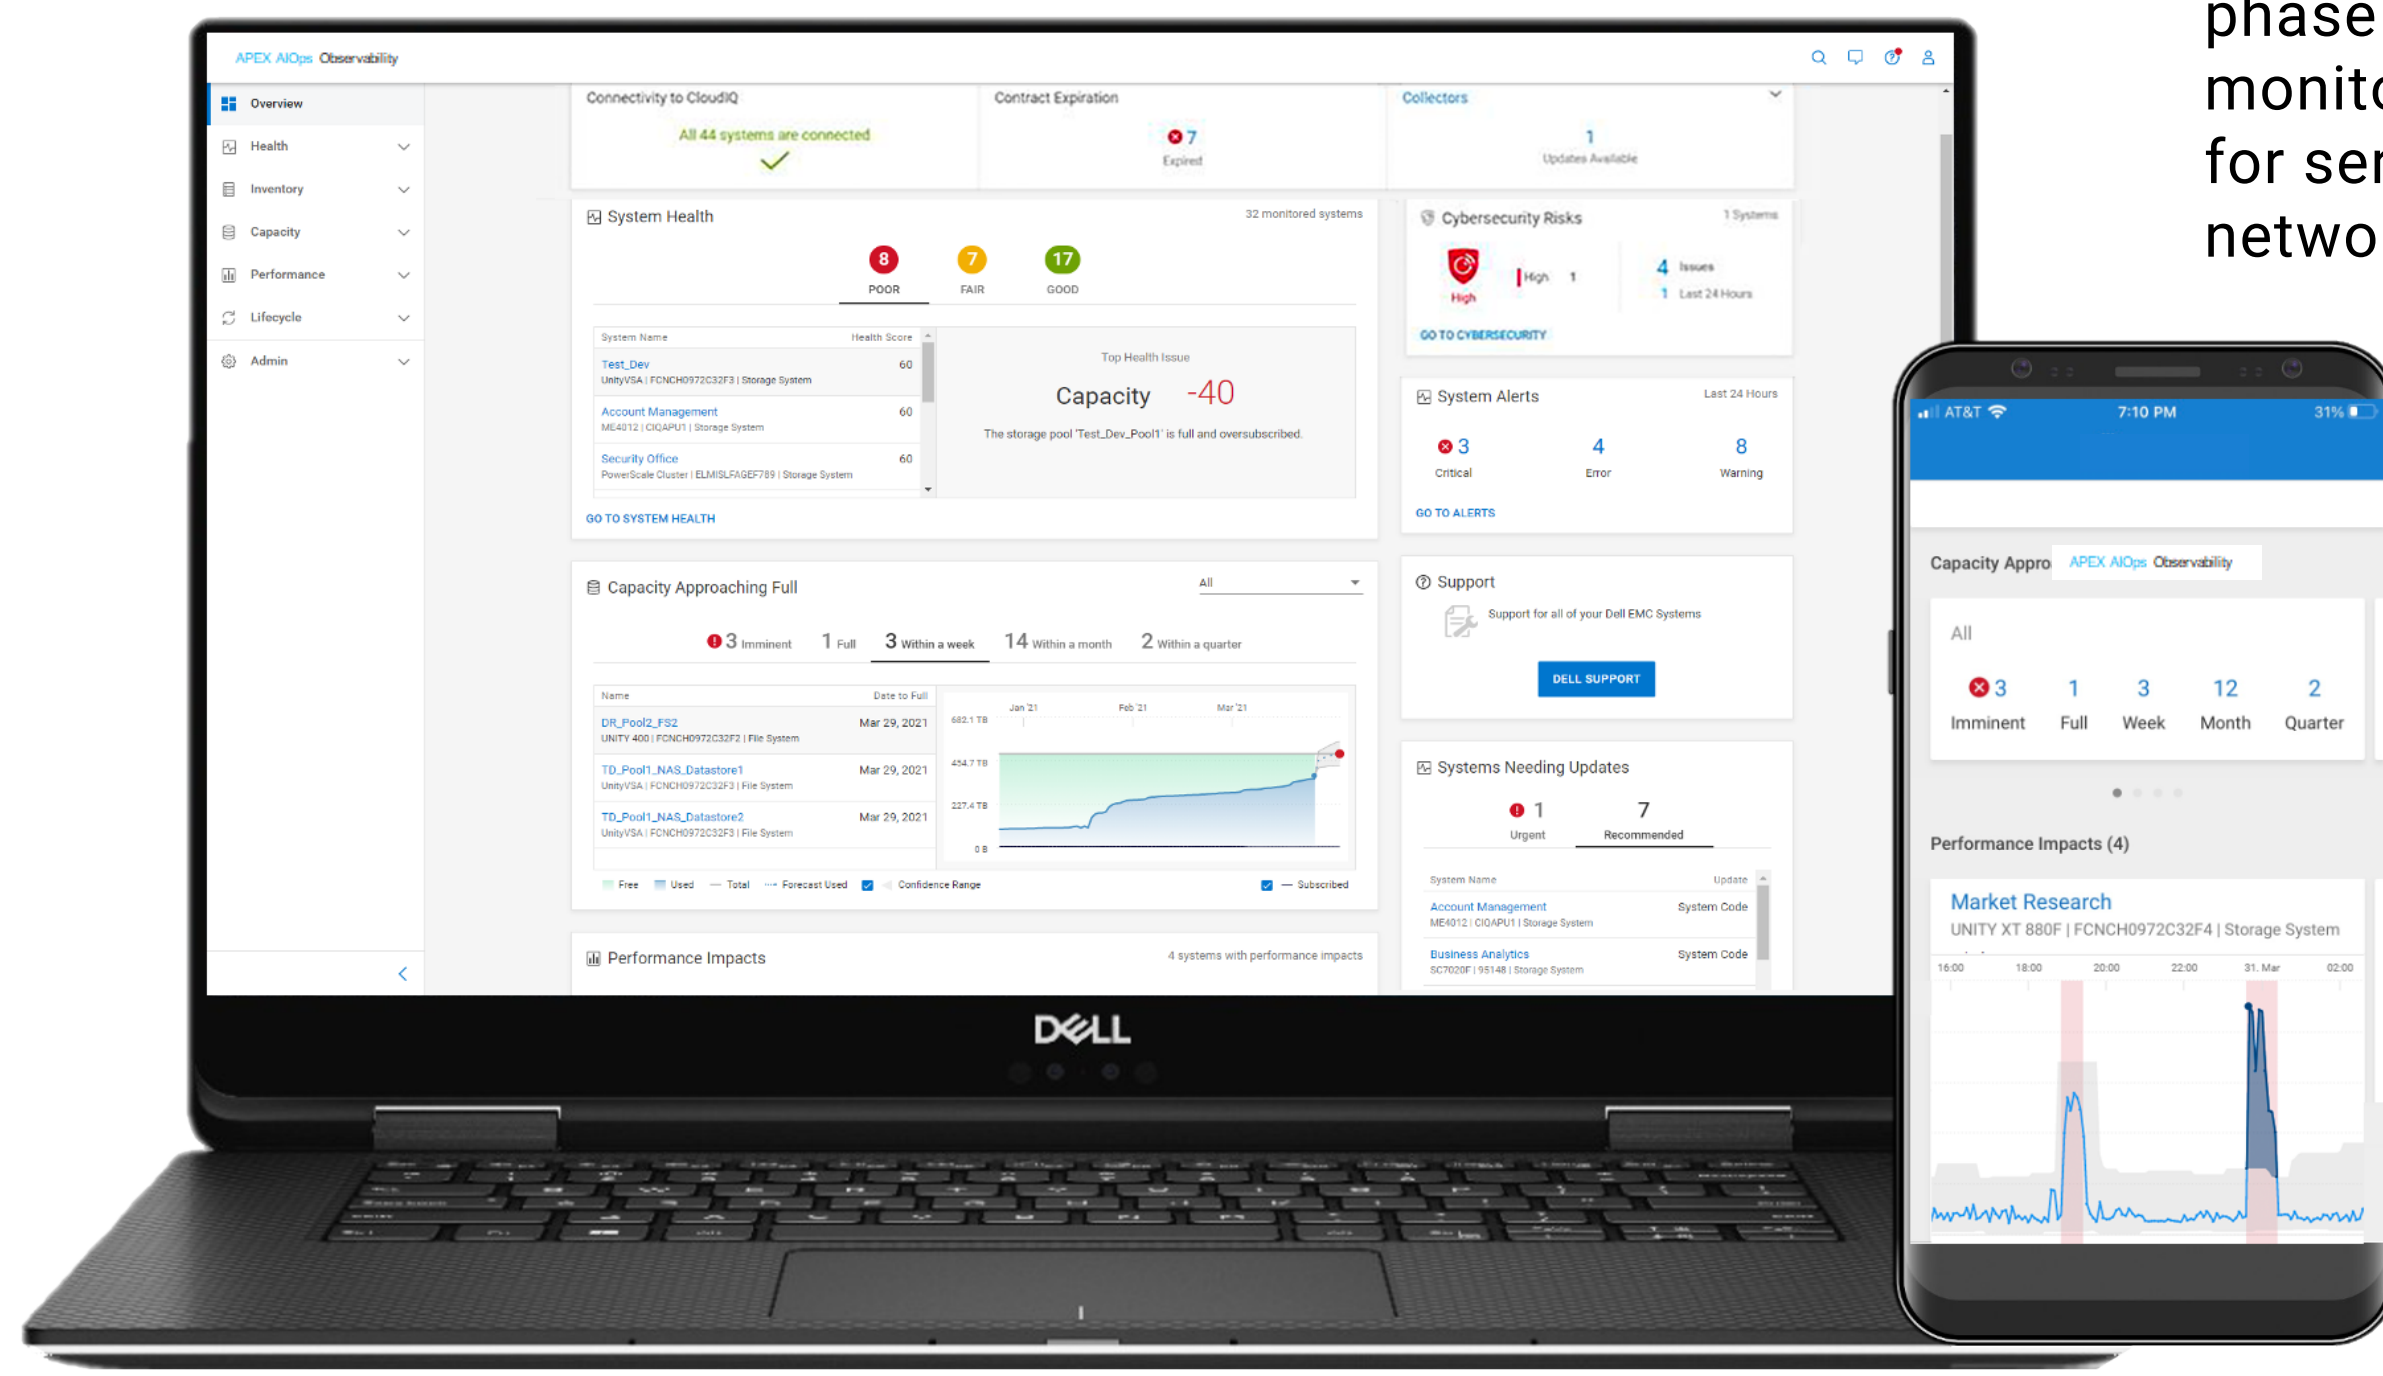 phase
monito
for ser
netwo
APEX AIOps Observability
Overview
Health
Inventory
Capacity
Performance
Lifecycle
Admin
Connectivity to CloudIQ
All 44 systems are connected
Contract Expiration
7
Expired
Collectors
1
Updates Available
System Health
32 monitored systems
8
7
17
POOR
FAIR
GOOD
System Name Health Score
Test_Dev 60
UnityVSA | FCNCH0972C32F3 | Storage System
Account Management 60
ME4012 | CIQAPU1 | Storage System
Security Office 60
PowerScale Cluster | ELMISLFAGEF789 | Storage System
Top Health Issue
Capacity -40
The storage pool 'Test_Dev_Pool1' is full and oversubscribed.
GO TO SYSTEM HEALTH
Cybersecurity Risks
1 Systems
High
High 1
4 Issues
1 Last 24 Hours
GO TO CYBERSECURITY
System Alerts
Last 24 Hours
3
4
8
Critical
Error
Warning
GO TO ALERTS
Capacity Approaching Full
All
3 Imminent
1 Full
3 Within a week
14 Within a month
2 Within a quarter
Name Date to Full
DR_Pool2_FS2 Mar 29, 2021
UNITY 400 | FCNCH0972C32F2 | File System
TD_Pool1_NAS_Datastore1 Mar 29, 2021
UnityVSA | FCNCH0972C32F3 | File System
TD_Pool1_NAS_Datastore2 Mar 29, 2021
UnityVSA | FCNCH0972C32F3 | File System
Jan '21
Feb '21
Mar '21
682.1 TB
454.7 TB
227.4 TB
0 B
Free
Used
Total
Forecast Used
Confidence Range
Subscribed
Support
Support for all of your Dell EMC Systems
DELL SUPPORT
Systems Needing Updates
1
7
Urgent
Recommended
System Name Update
Account Management System Code
ME4012 | CIQAPU1 | Storage System
Business Analytics System Code
SC7020F | 95148 | Storage System
Performance Impacts
4 systems with performance impacts
DELL
AT&T 7:10 PM 31%
Capacity Appro
APEX AIOps Observability
All
3
1
3
12
2
Imminent
Full
Week
Month
Quarter
Performance Impacts (4)
Market Research
UNITY XT 880F | FCNCH0972C32F4 | Storage System
16:00 18:00 20:00 22:00 31. Mar 02:00